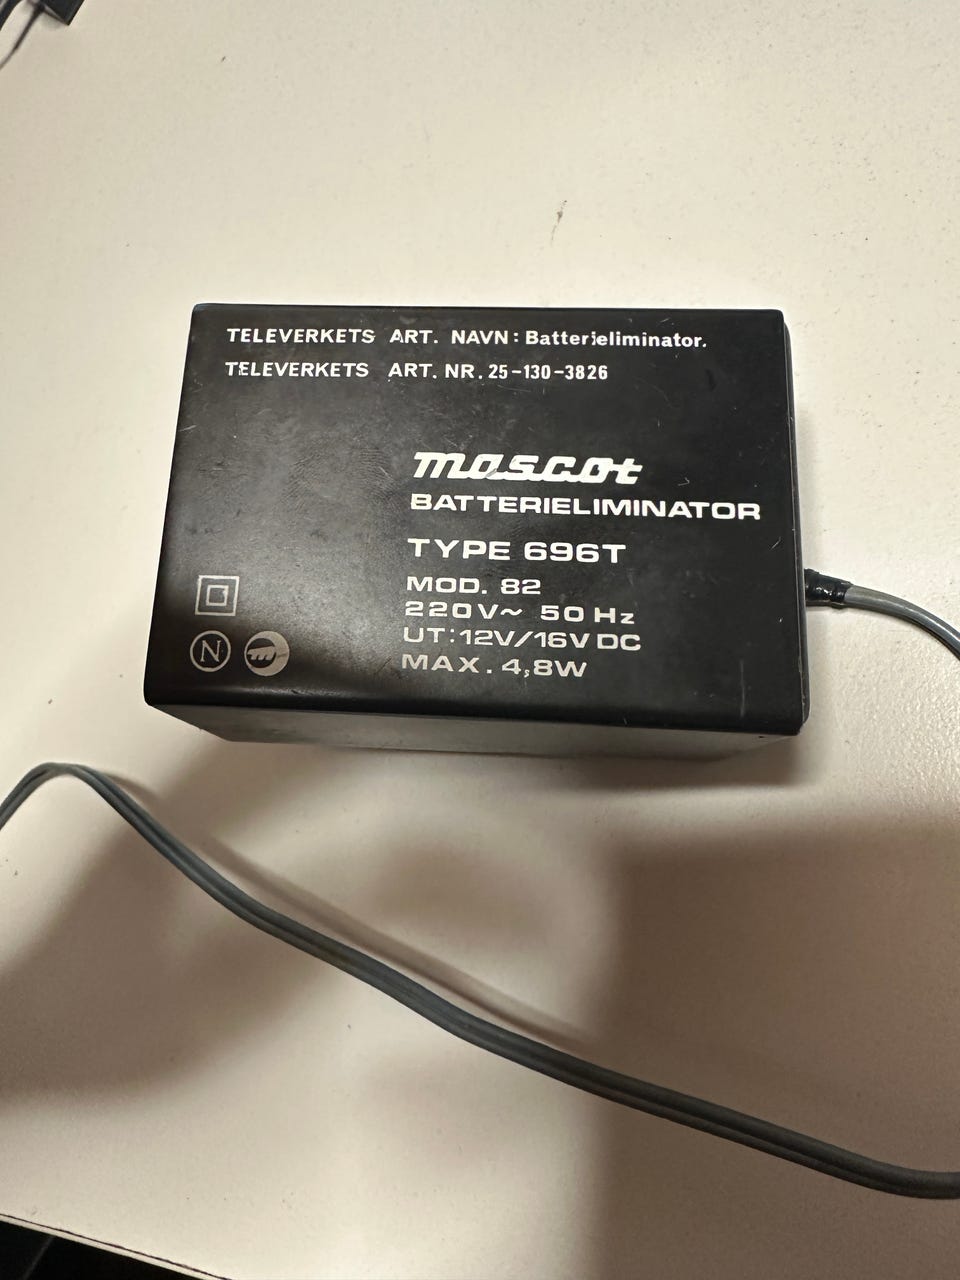 TELEVERKETS ART. NAVN: Batterieliminator.
TELEVERKETS ART. NR. 25-130-3826
mascot
BATTERIELIMINATOR
TYPE 696T
MOD. 82
220V~ 50 Hz
UT:12V/16V DC
MAX. 4,8W
N
m